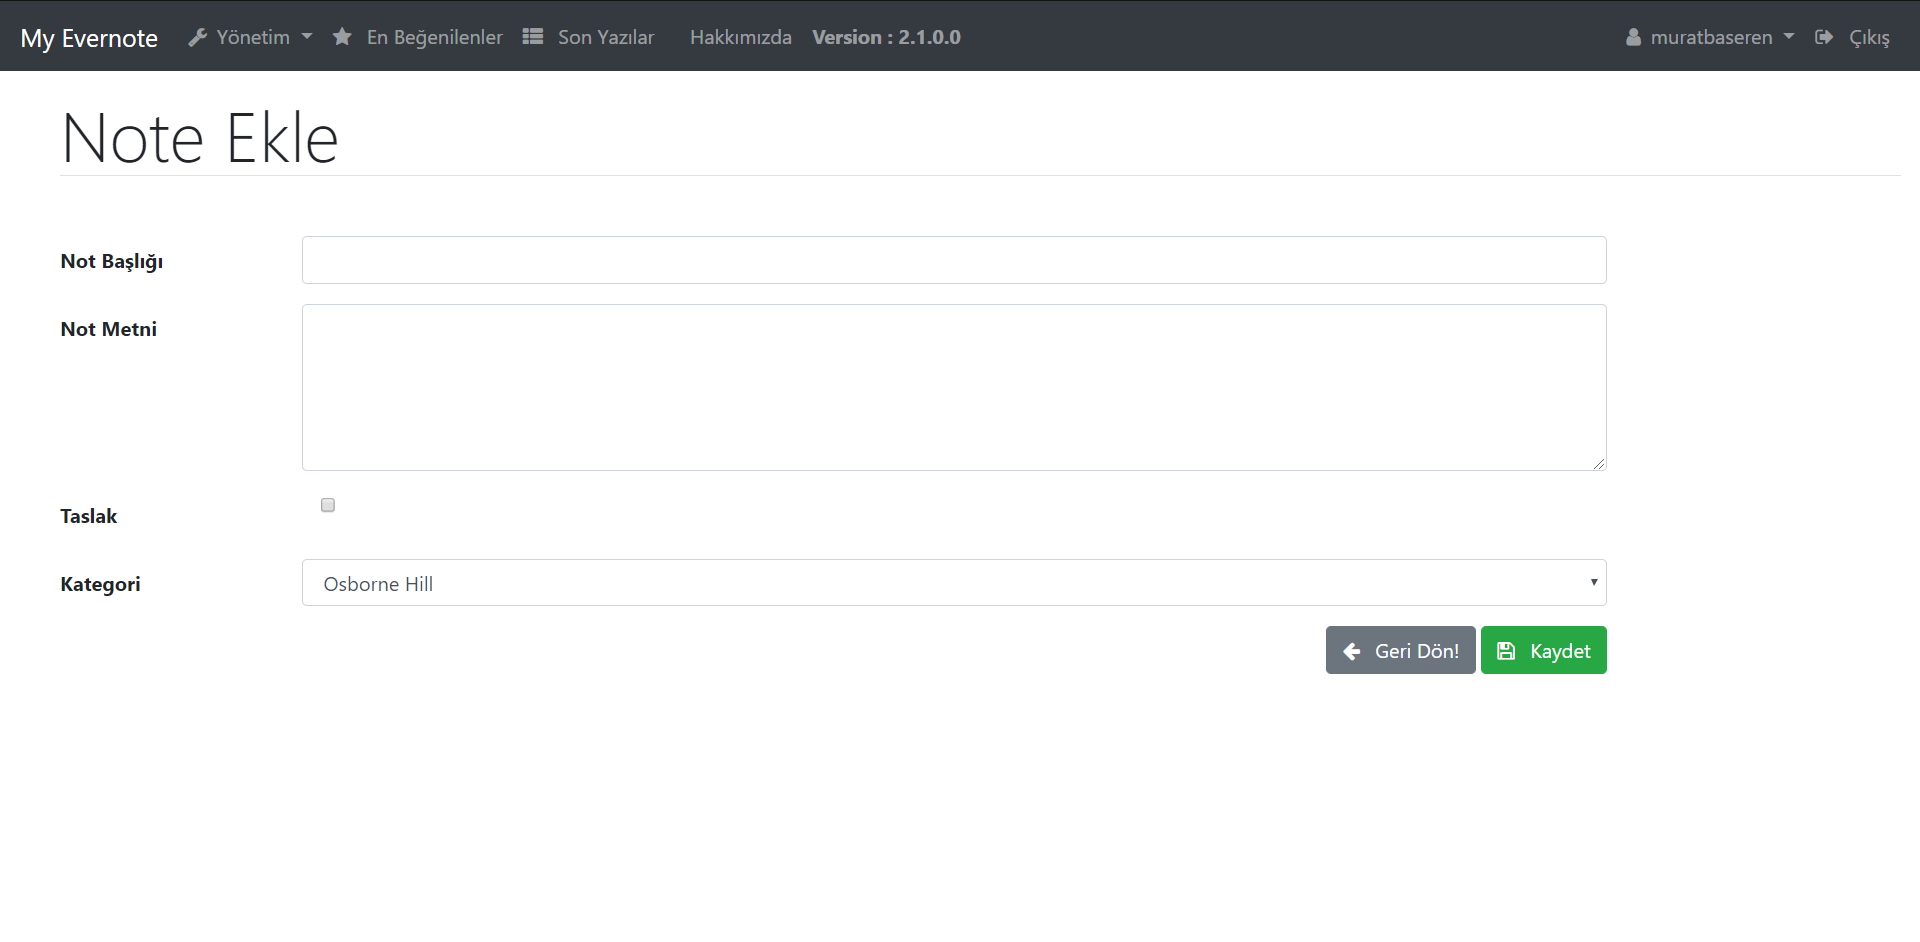 My Evernote Yönetim En Beğenilenler Son Yazılar Hakkımızda Version : 2.1.0.0 muratbaseren Çıkış
Note Ekle
Not Başlığı
Not Metni
Taslak
Kategori Osborne Hill
Geri Dön! Kaydet